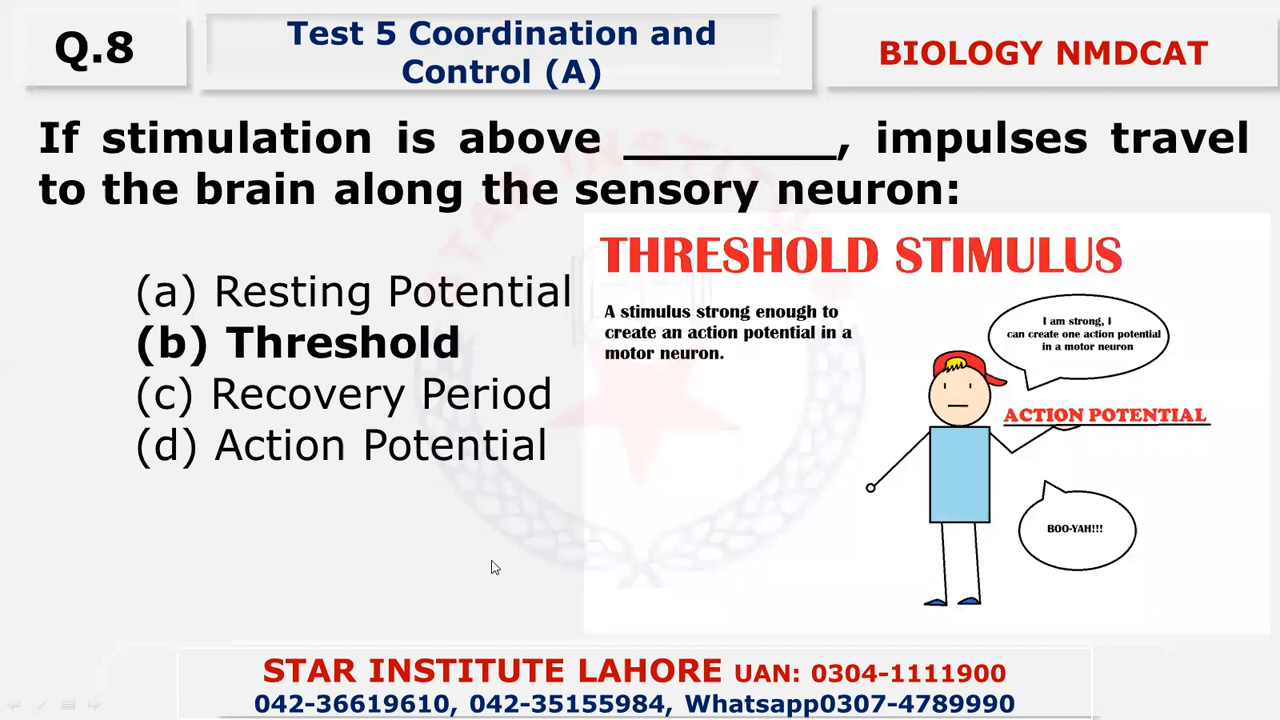 Q.8
Test 5 Coordination and
Control (A)
BIOLOGY NMDCAT
If stimulation is above ________, impulses travel
to the brain along the sensory neuron:
(a) Resting Potential
(b) Threshold
(c) Recovery Period
(d) Action Potential
THRESHOLD STIMULUS
A stimulus strong enough to
create an action potential in a
motor neuron.
I am strong, I
can create one action potential
in a motor neuron
ACTION POTENTIAL
BOO-YAH!!!
STAR INSTITUTE LAHORE UAN: 0304-1111900
042-36619610, 042-35155984, Whatsapp0307-4789990